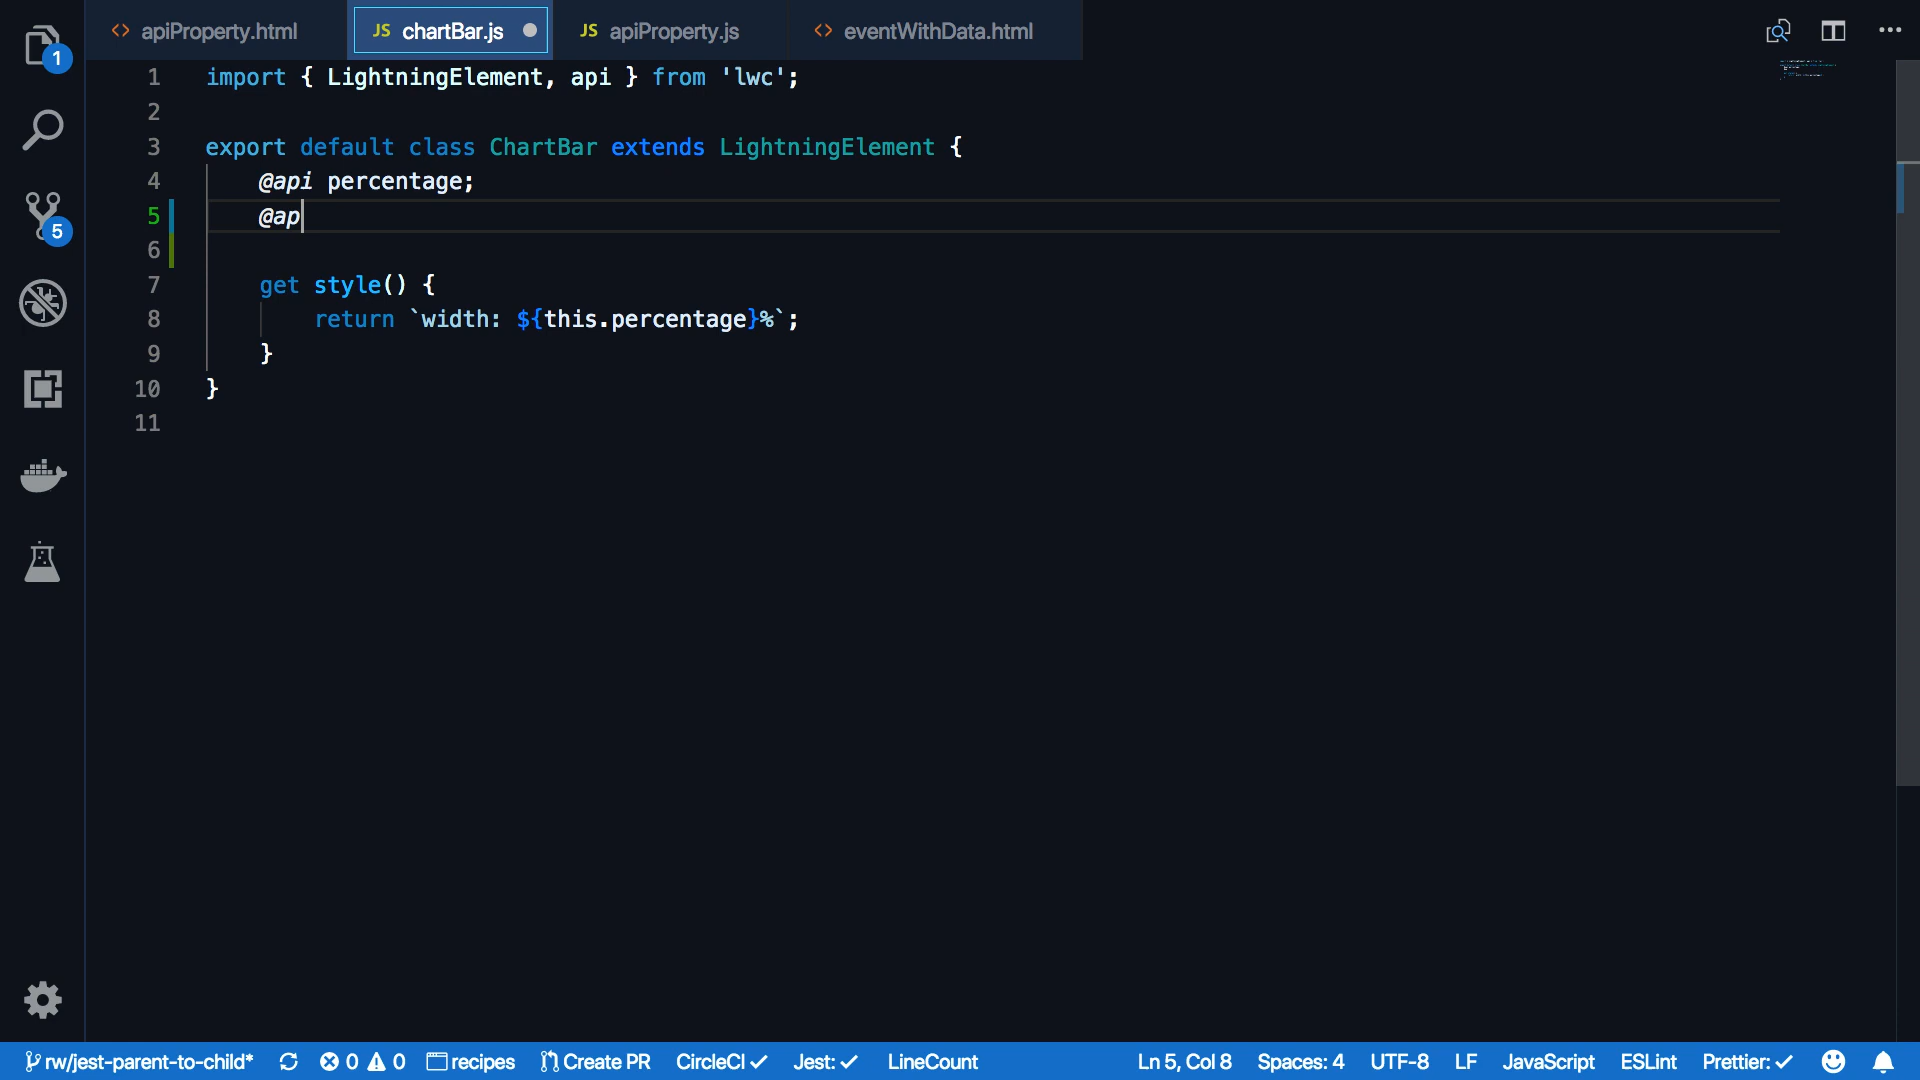 apiProperty.html
JS chartBar.js
JS apiProperty.js
eventWithData.html
1
1 import { LightningElement, api } from 'lwc';
2
3 export default class ChartBar extends LightningElement {
4 @api percentage;
5 @ap
6
7 get style() {
8 return `width: ${this.percentage}%`;
9 }
10 }
11
5
rw/jest-parent-to-child* 0 0 recipes Create PR CircleCI Jest: LineCount Ln 5, Col 8 Spaces: 4 UTF-8 LF JavaScript ESLint Prettier: